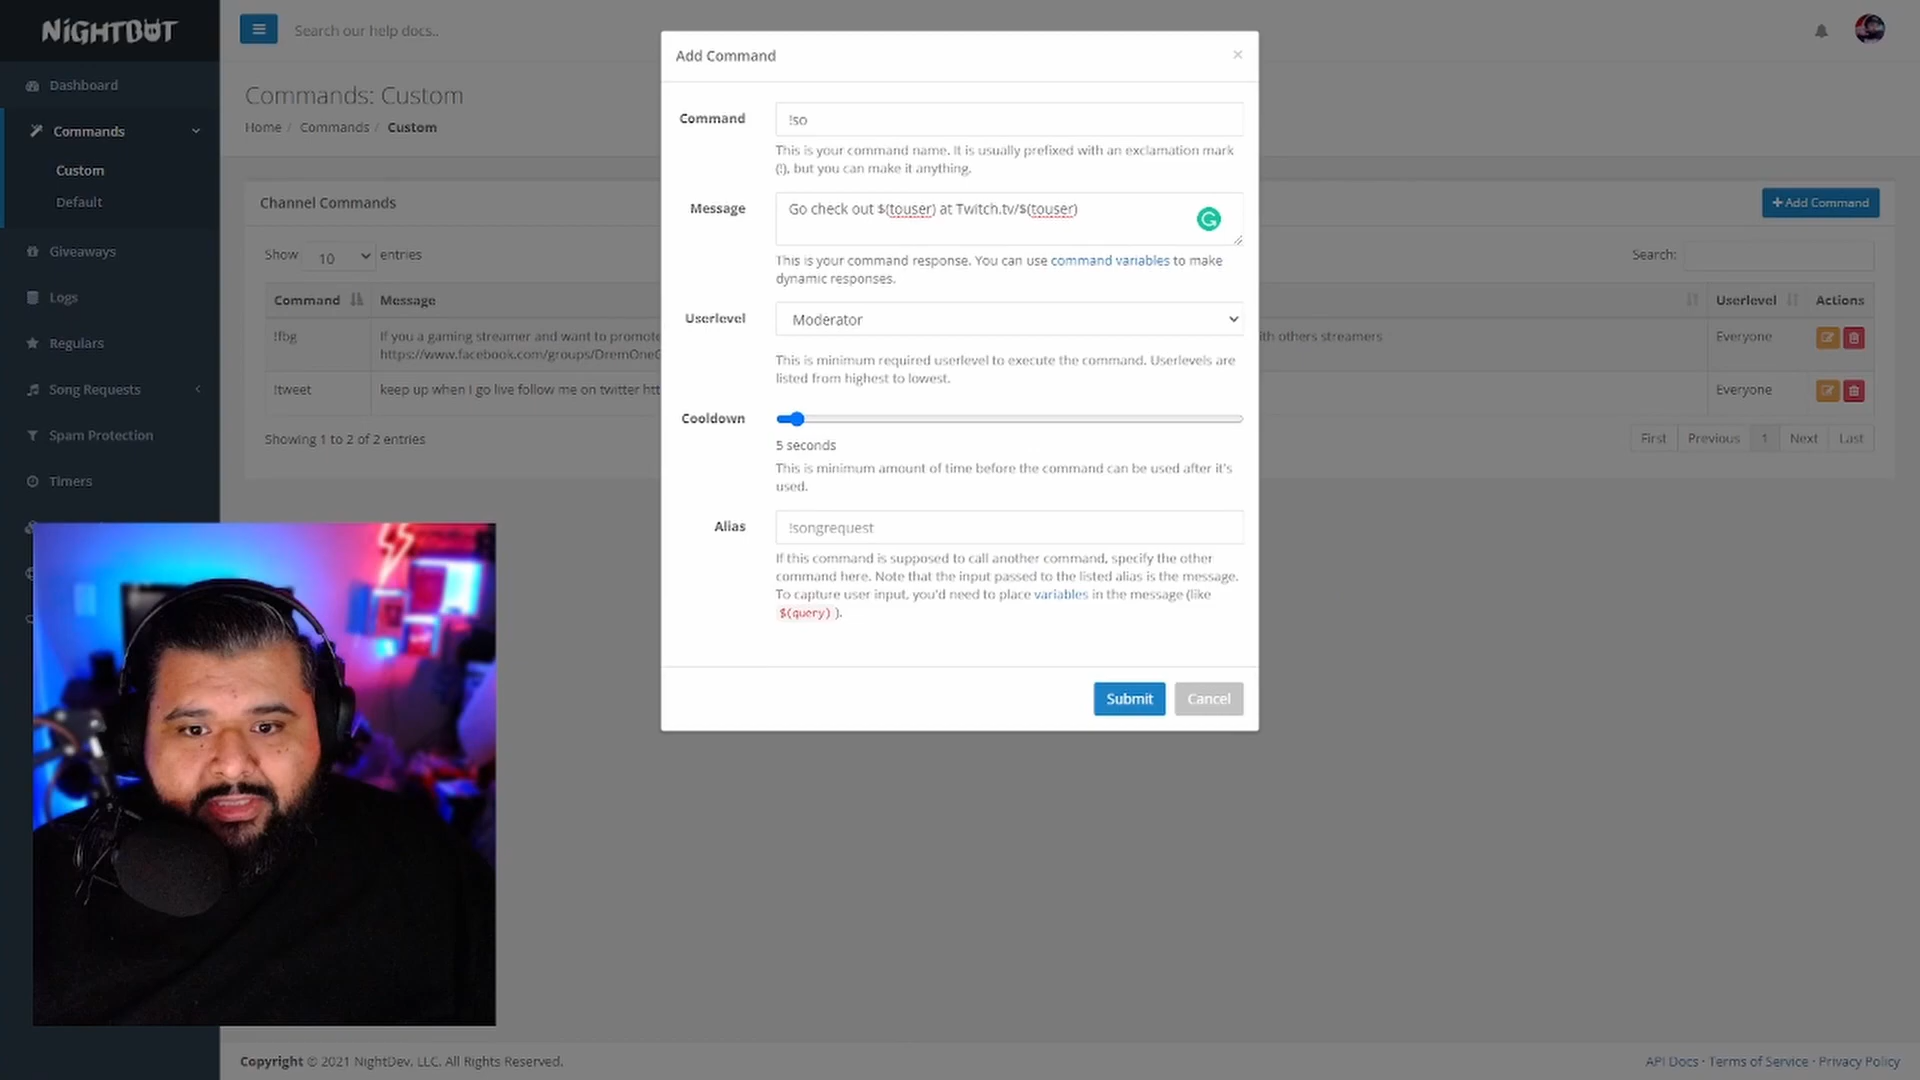 NiGHTBOT
Search our help docs..
Dashboard
Commands
Custom
Default
Giveaways
Logs
Regulars
Song Requests
Spam Protection
Timers
Commands: Custom
Home / Commands / Custom
Channel Commands
+ Add Command
Show 10 entries
Search:
Command Message Userlevel Actions
!fbg If you a gaming streamer and want to promote ith others streamers Everyone
https://www.facebook.com/groups/DremOneG
!tweet keep up when I go live follow me on twitter htt Everyone
Showing 1 to 2 of 2 entries
First Previous 1 Next Last
Add Command ×
Command !so
This is your command name. It is usually prefixed with an exclamation mark
(!), but you can make it anything.
Message Go check out $(touser) at Twitch.tv/$(touser)
This is your command response. You can use command variables to make
dynamic responses.
Userlevel Moderator
This is minimum required userlevel to execute the command. Userlevels are
listed from highest to lowest.
Cooldown
5 seconds
This is minimum amount of time before the command can be used after it's
used.
Alias !songrequest
If this command is supposed to call another command, specify the other
command here. Note that the input passed to the listed alias is the message.
To capture user input, you'd need to place variables in the message (like
$(query) ).
Submit Cancel
Copyright © 2021 NightDev, LLC. All Rights Reserved.
API Docs · Terms of Service · Privacy Policy